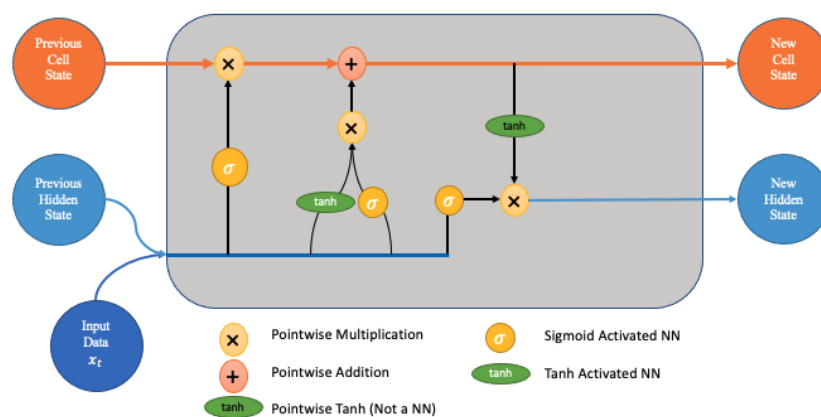 Previous
Cell
State
×
+
New
Cell
State
tanh
×
σ
Previous
Hidden
State
tanh
σ
σ
×
New
Hidden
State
Input
Data
x_t
× Pointwise Multiplication
σ Sigmoid Activated NN
+ Pointwise Addition
tanh Tanh Activated NN
tanh Pointwise Tanh (Not a NN)